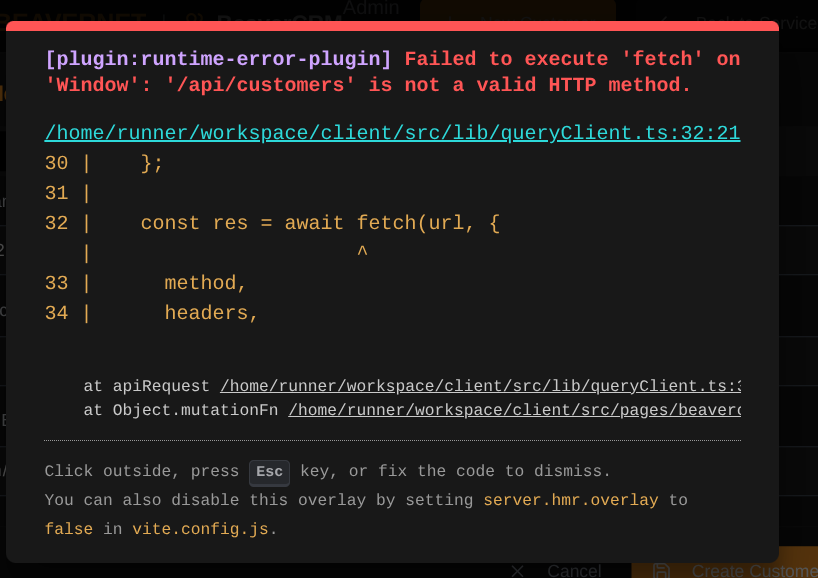 Admin
[plugin:runtime-error-plugin] Failed to execute 'fetch' on
'Window': '/api/customers' is not a valid HTTP method.
/home/runner/workspace/client/src/lib/queryClient.ts:32:21
30 |    };
31 |
32 |    const res = await fetch(url, {
   |                      ^
33 |      method,
34 |      headers,
at apiRequest /home/runner/workspace/client/src/lib/queryClient.ts:3
at Object.mutationFn /home/runner/workspace/client/src/pages/beaverc
Click outside, press Esc key, or fix the code to dismiss.
You can also disable this overlay by setting server.hmr.overlay to
false in vite.config.js.
Cancel
Create Custome